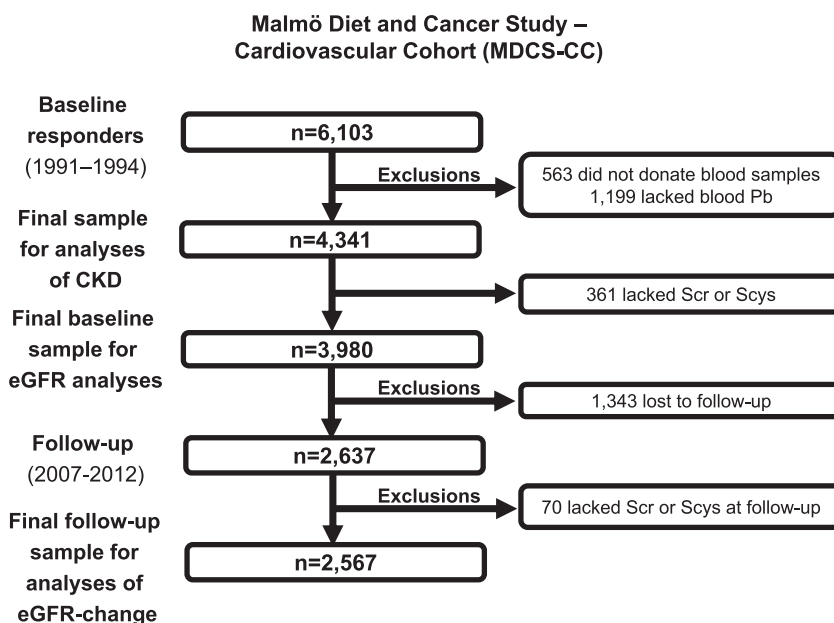 Malmö Diet and Cancer Study –
Cardiovascular Cohort (MDCS-CC)
Baseline
responders
(1991–1994)
n=6,103
Exclusions
563 did not donate blood samples
1,199 lacked blood Pb
Final sample
for analyses
of CKD
n=4,341
361 lacked Scr or Scys
Final baseline
sample for
eGFR analyses
n=3,980
Exclusions
1,343 lost to follow-up
Follow-up
(2007-2012)
n=2,637
Exclusions
70 lacked Scr or Scys at follow-up
Final follow-up
sample for
analyses of
eGFR-change
n=2,567